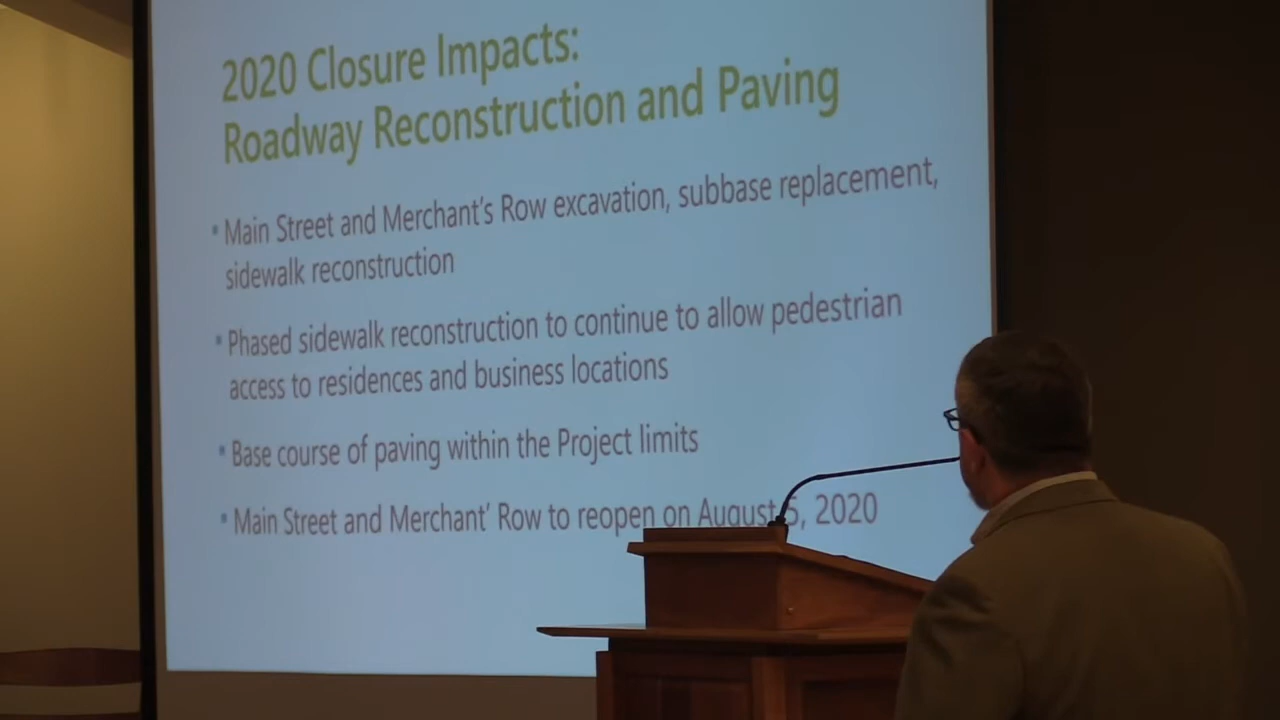 2020 Closure Impacts:
Roadway Reconstruction and Paving
Main Street and Merchant's Row excavation, subbase replacement,
sidewalk reconstruction
Phased sidewalk reconstruction to continue to allow pedestrian
access to residences and business locations
Base course of paving within the Project limits
Main Street and Merchant' Row to reopen on August 2020